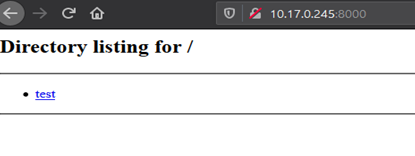 10.17.0.245:8000
Directory listing for /
test